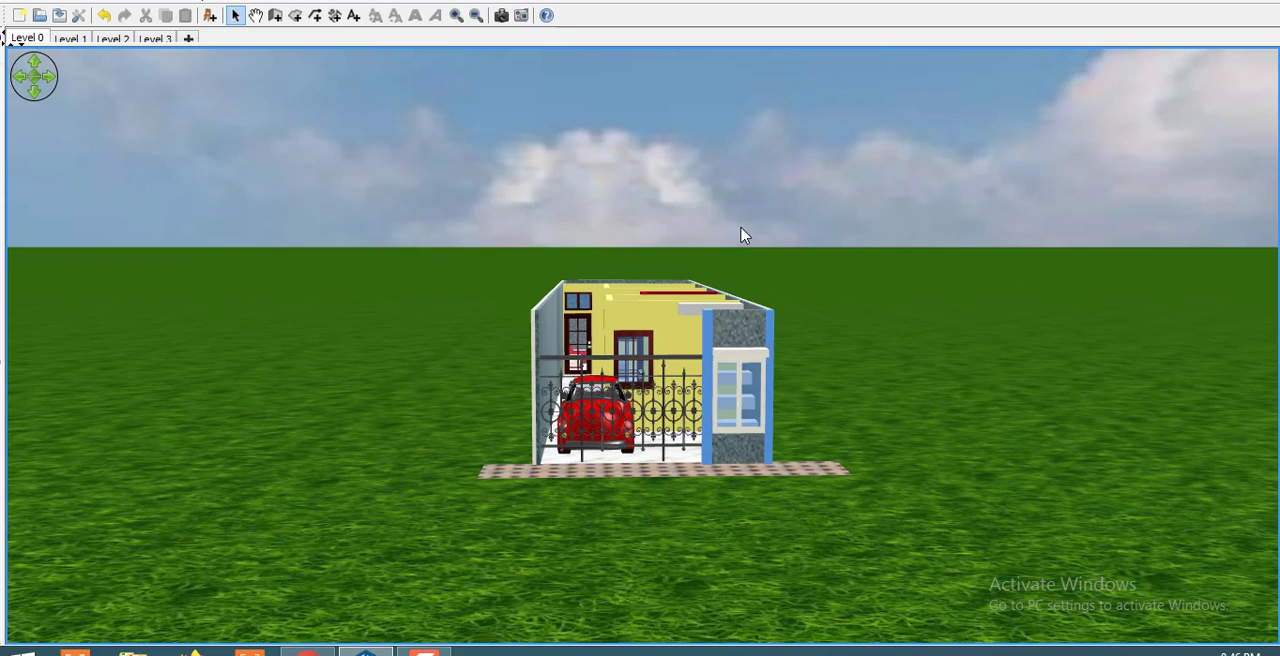 Level 0 Level 1 Level 2 Level 3
Activate Windows
Go to PC settings to activate Windows.